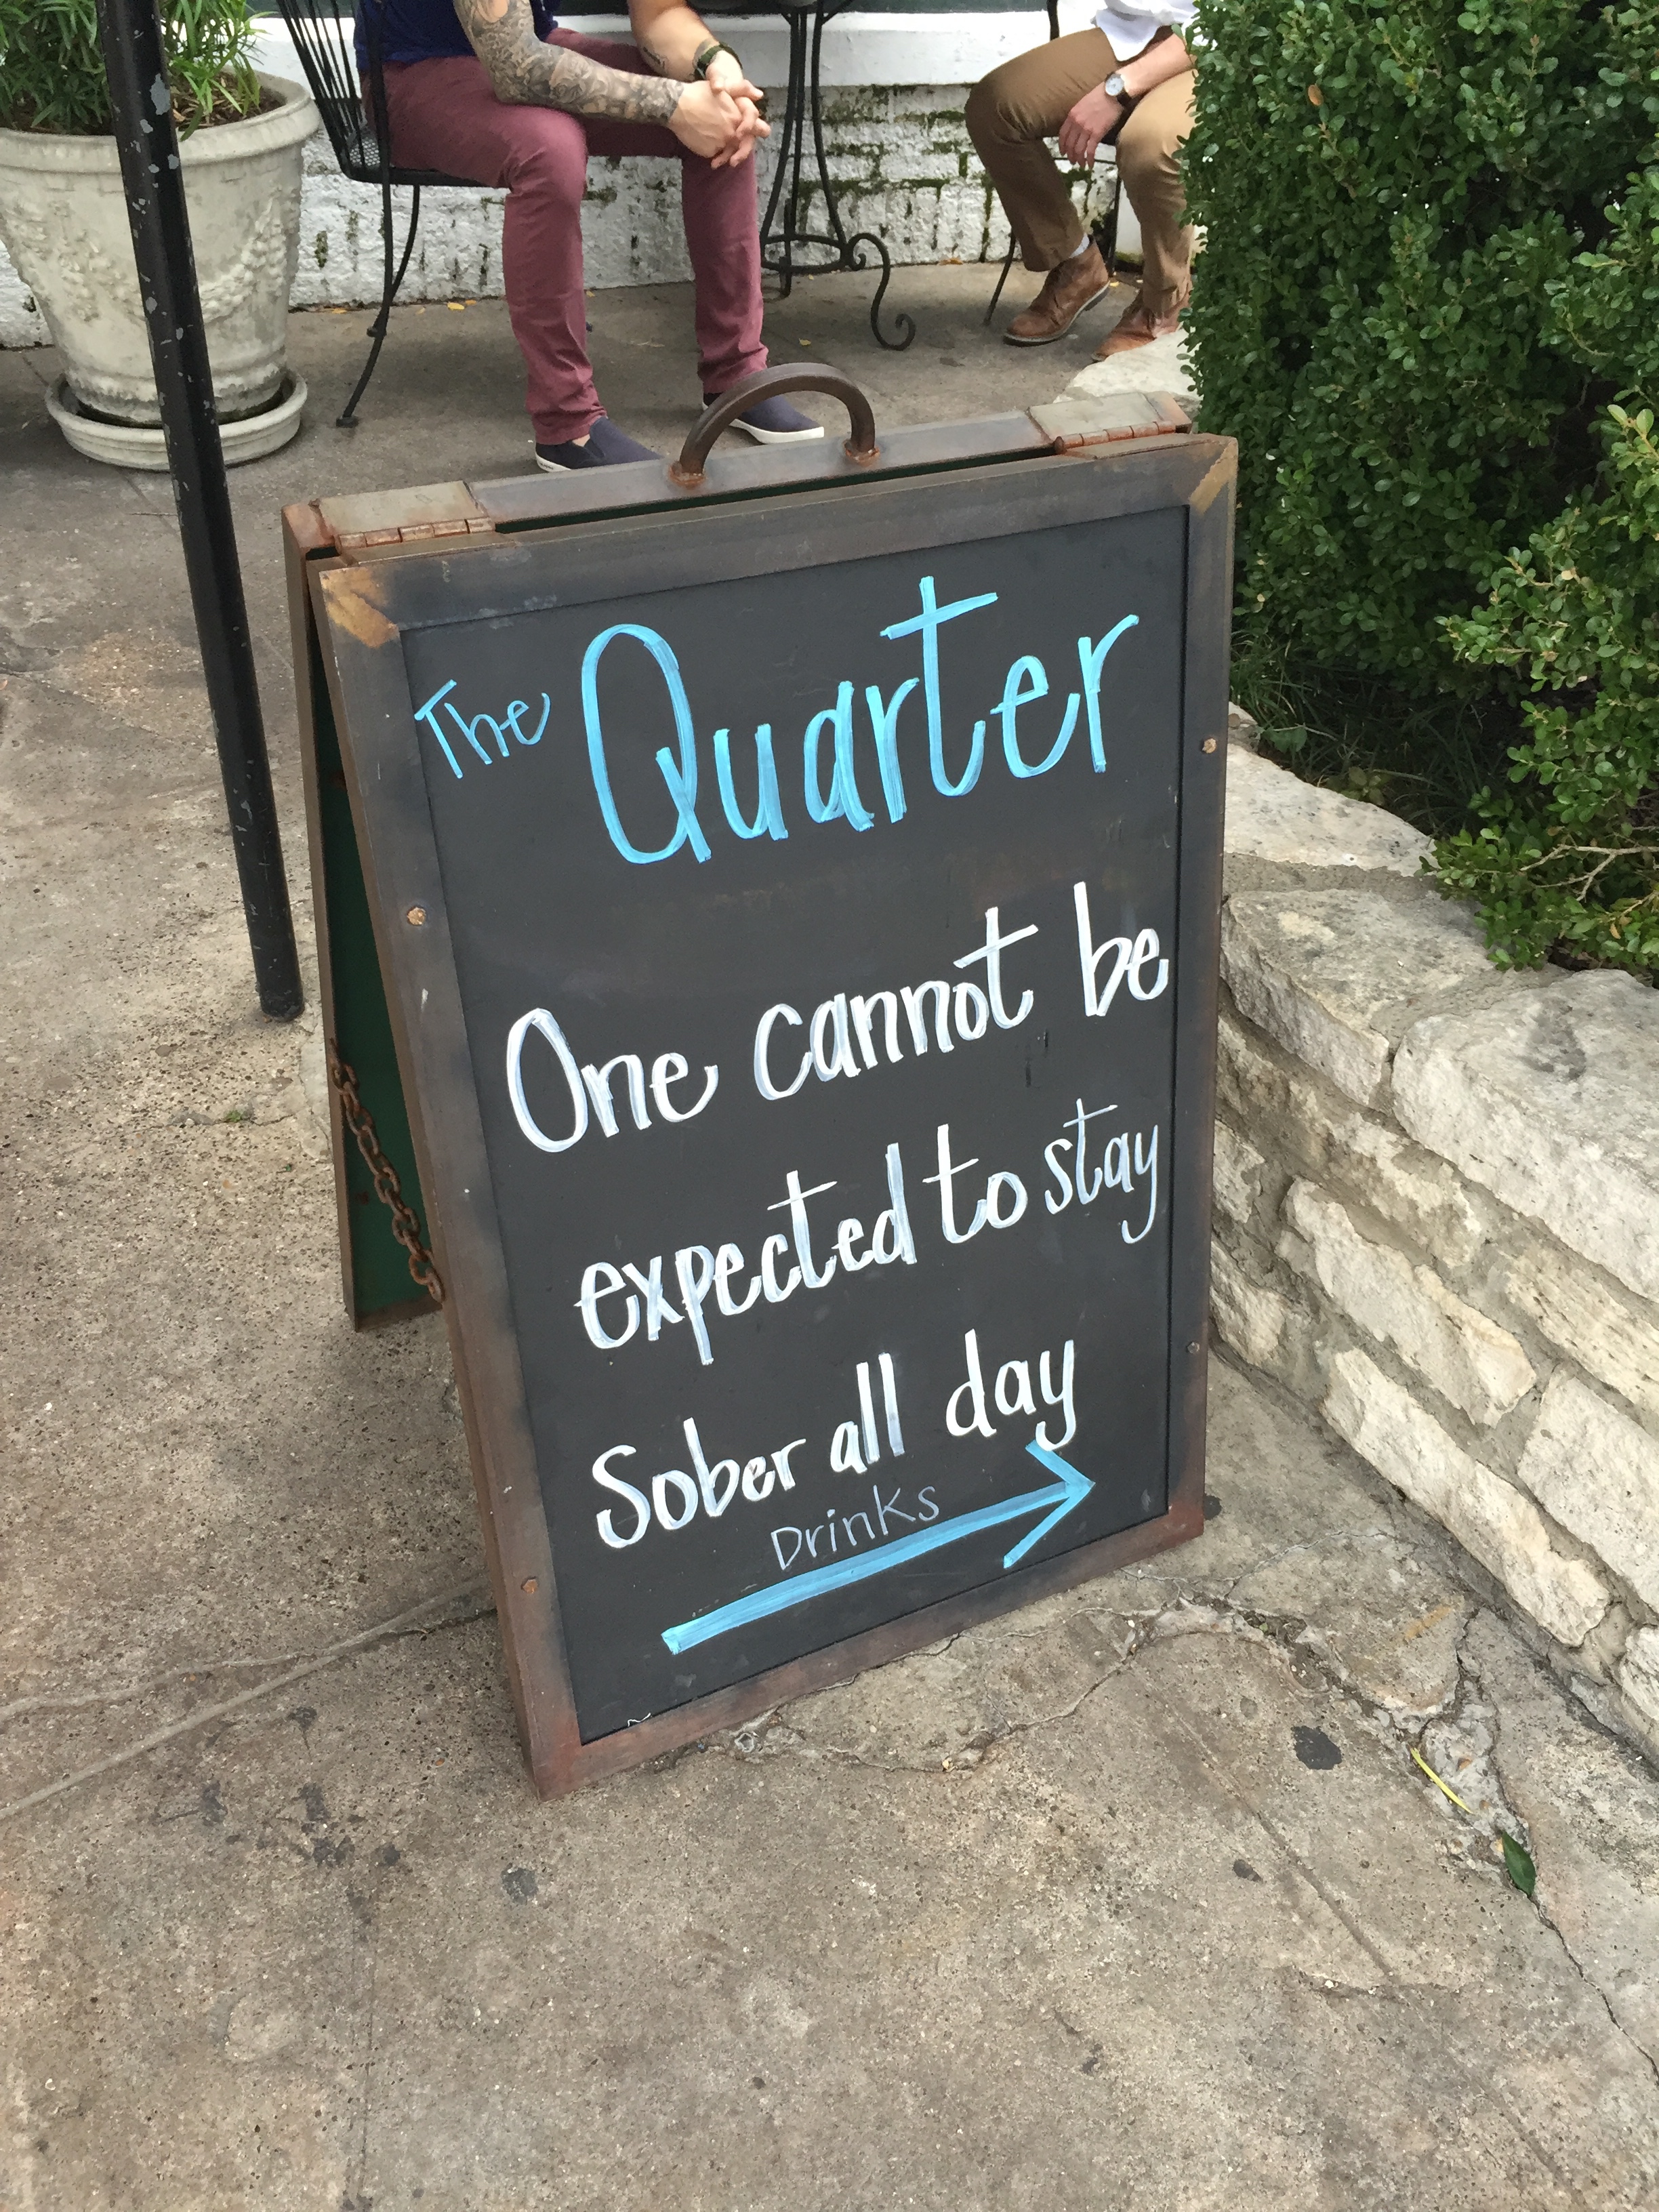 The Quarter
One cannot be
expected to stay
Sober all day
Drinks